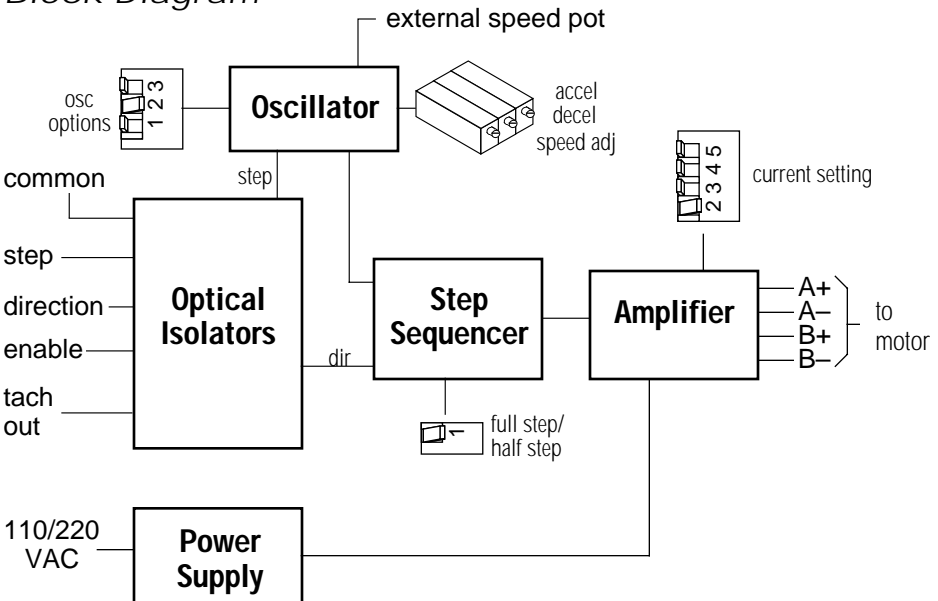 Block Diagram
external speed pot
osc
options
1 2 3
Oscillator
accel
decel
speed adj
2 3 4 5
current setting
common
step
step
direction
enable
tach
out
Optical
Isolators
dir
Step
Sequencer
Amplifier
A+
A–
B+
B–
to
motor
1
full step/
half step
110/220
VAC
Power
Supply